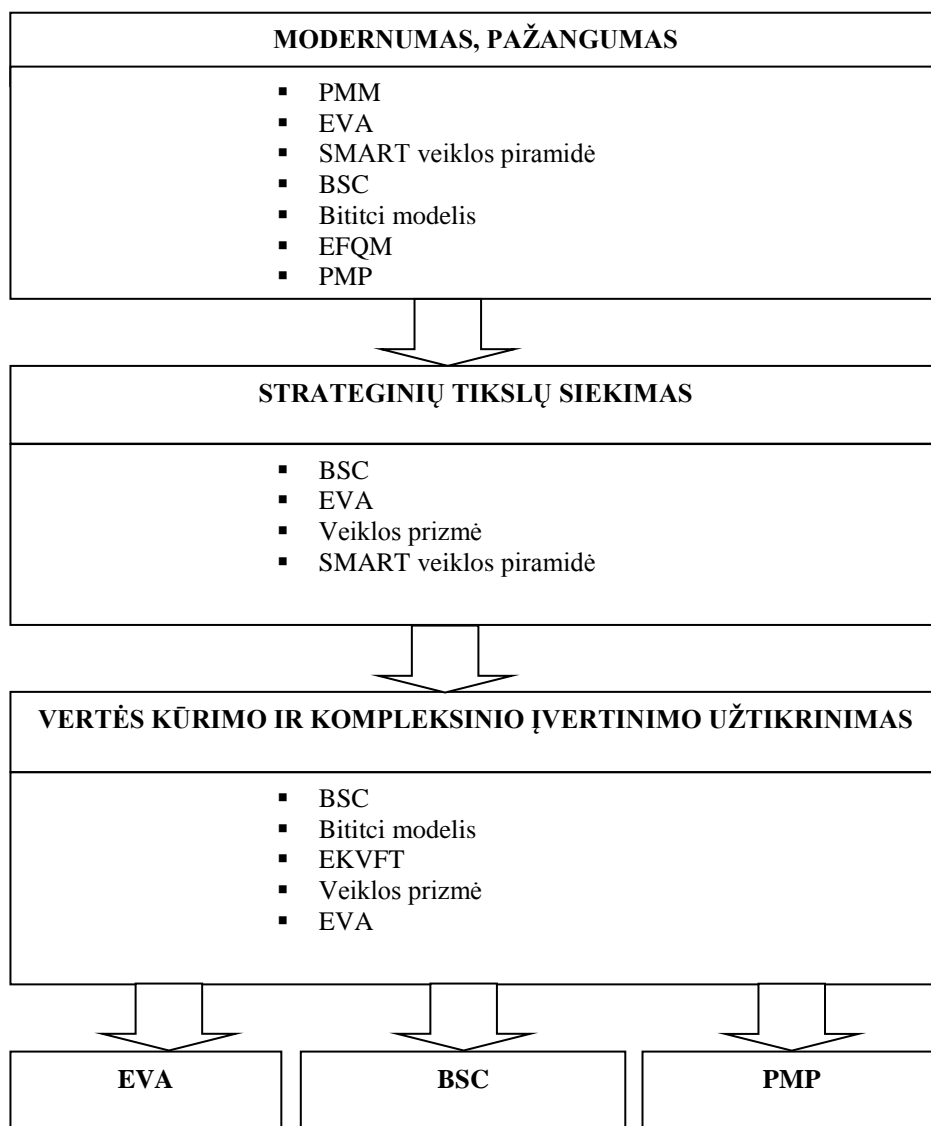 MODERNUMAS, PAŽANGUMAS
▪ PMM
▪ EVA
▪ SMART veiklos piramidė
▪ BSC
▪ Bititci modelis
▪ EFQM
▪ PMP
STRATEGINIŲ TIKSLŲ SIEKIMAS
▪ BSC
▪ EVA
▪ Veiklos prizmė
▪ SMART veiklos piramidė
VERTĖS KŪRIMO IR KOMPLEKSINIO ĮVERTINIMO UŽTIKRINIMAS
▪ BSC
▪ Bititci modelis
▪ EKVFT
▪ Veiklos prizmė
▪ EVA
EVA
BSC
PMP